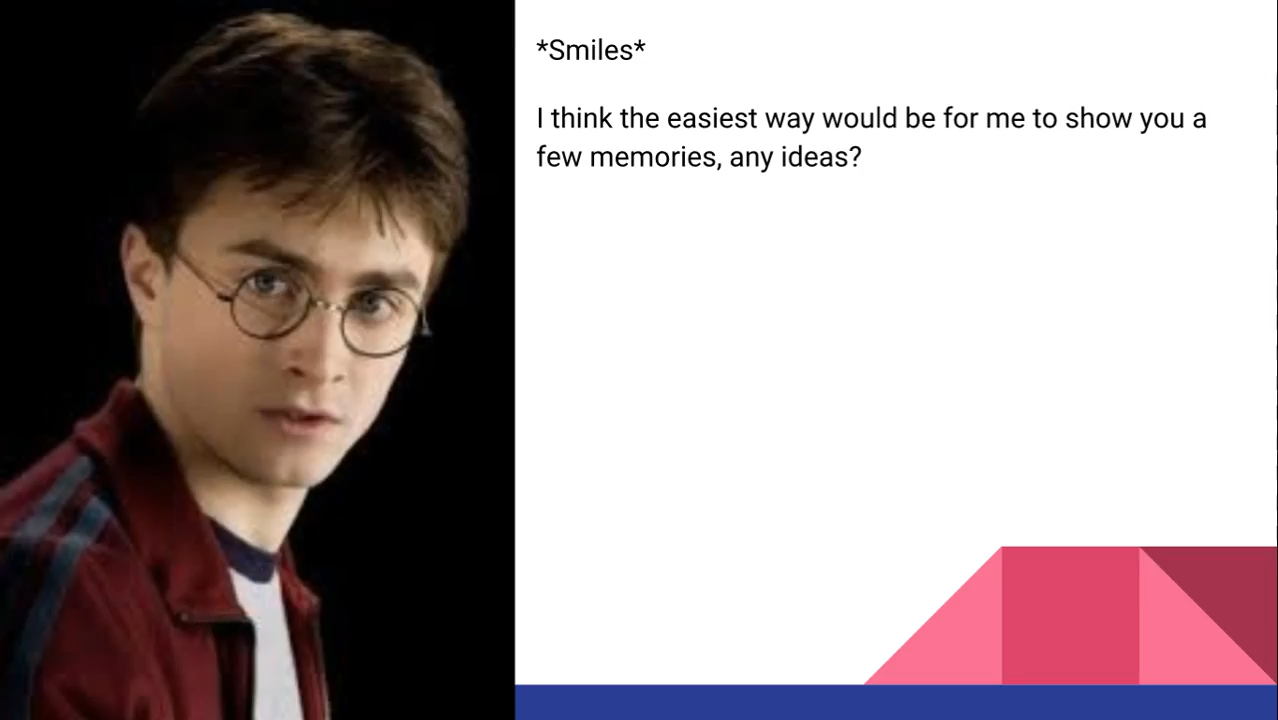 *Smiles*
I think the easiest way would be for me to show you a
few memories, any ideas?